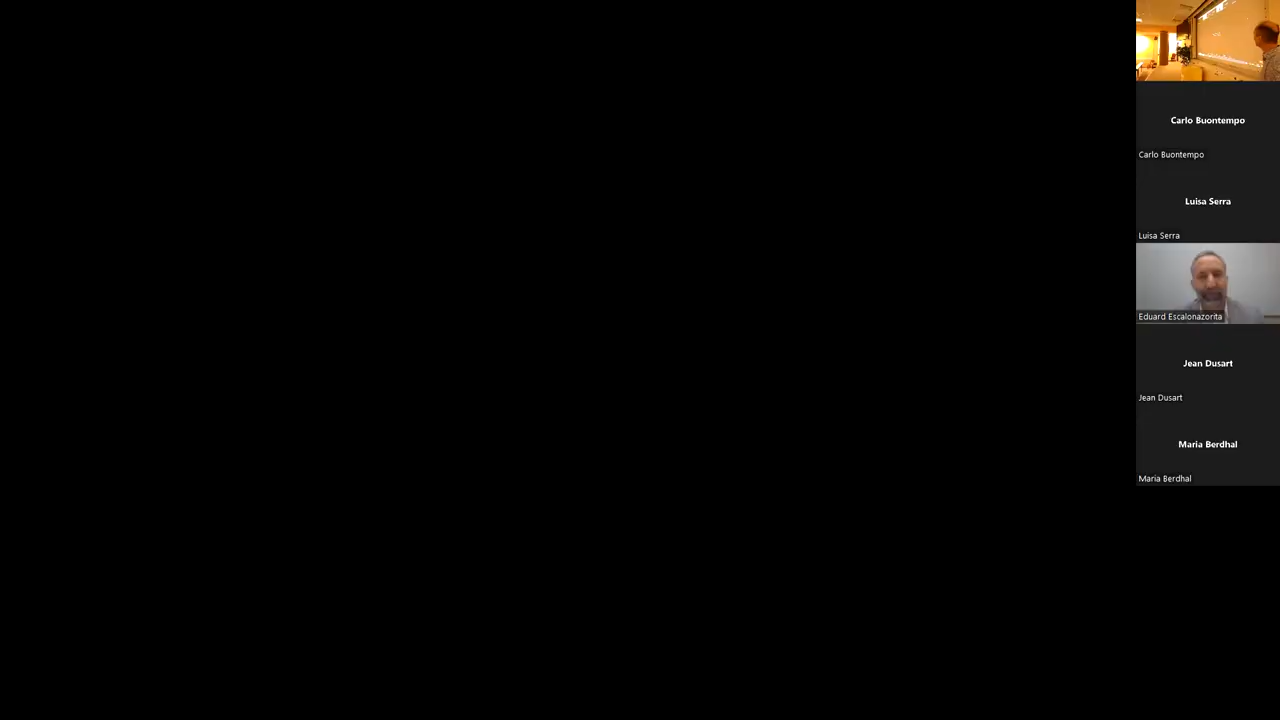 Carlo Buontempo
Carlo Buontempo
Luisa Serra
Luisa Serra
Eduard Escalonazorita
Jean Dusart
Jean Dusart
Maria Berdhal
Maria Berdhal